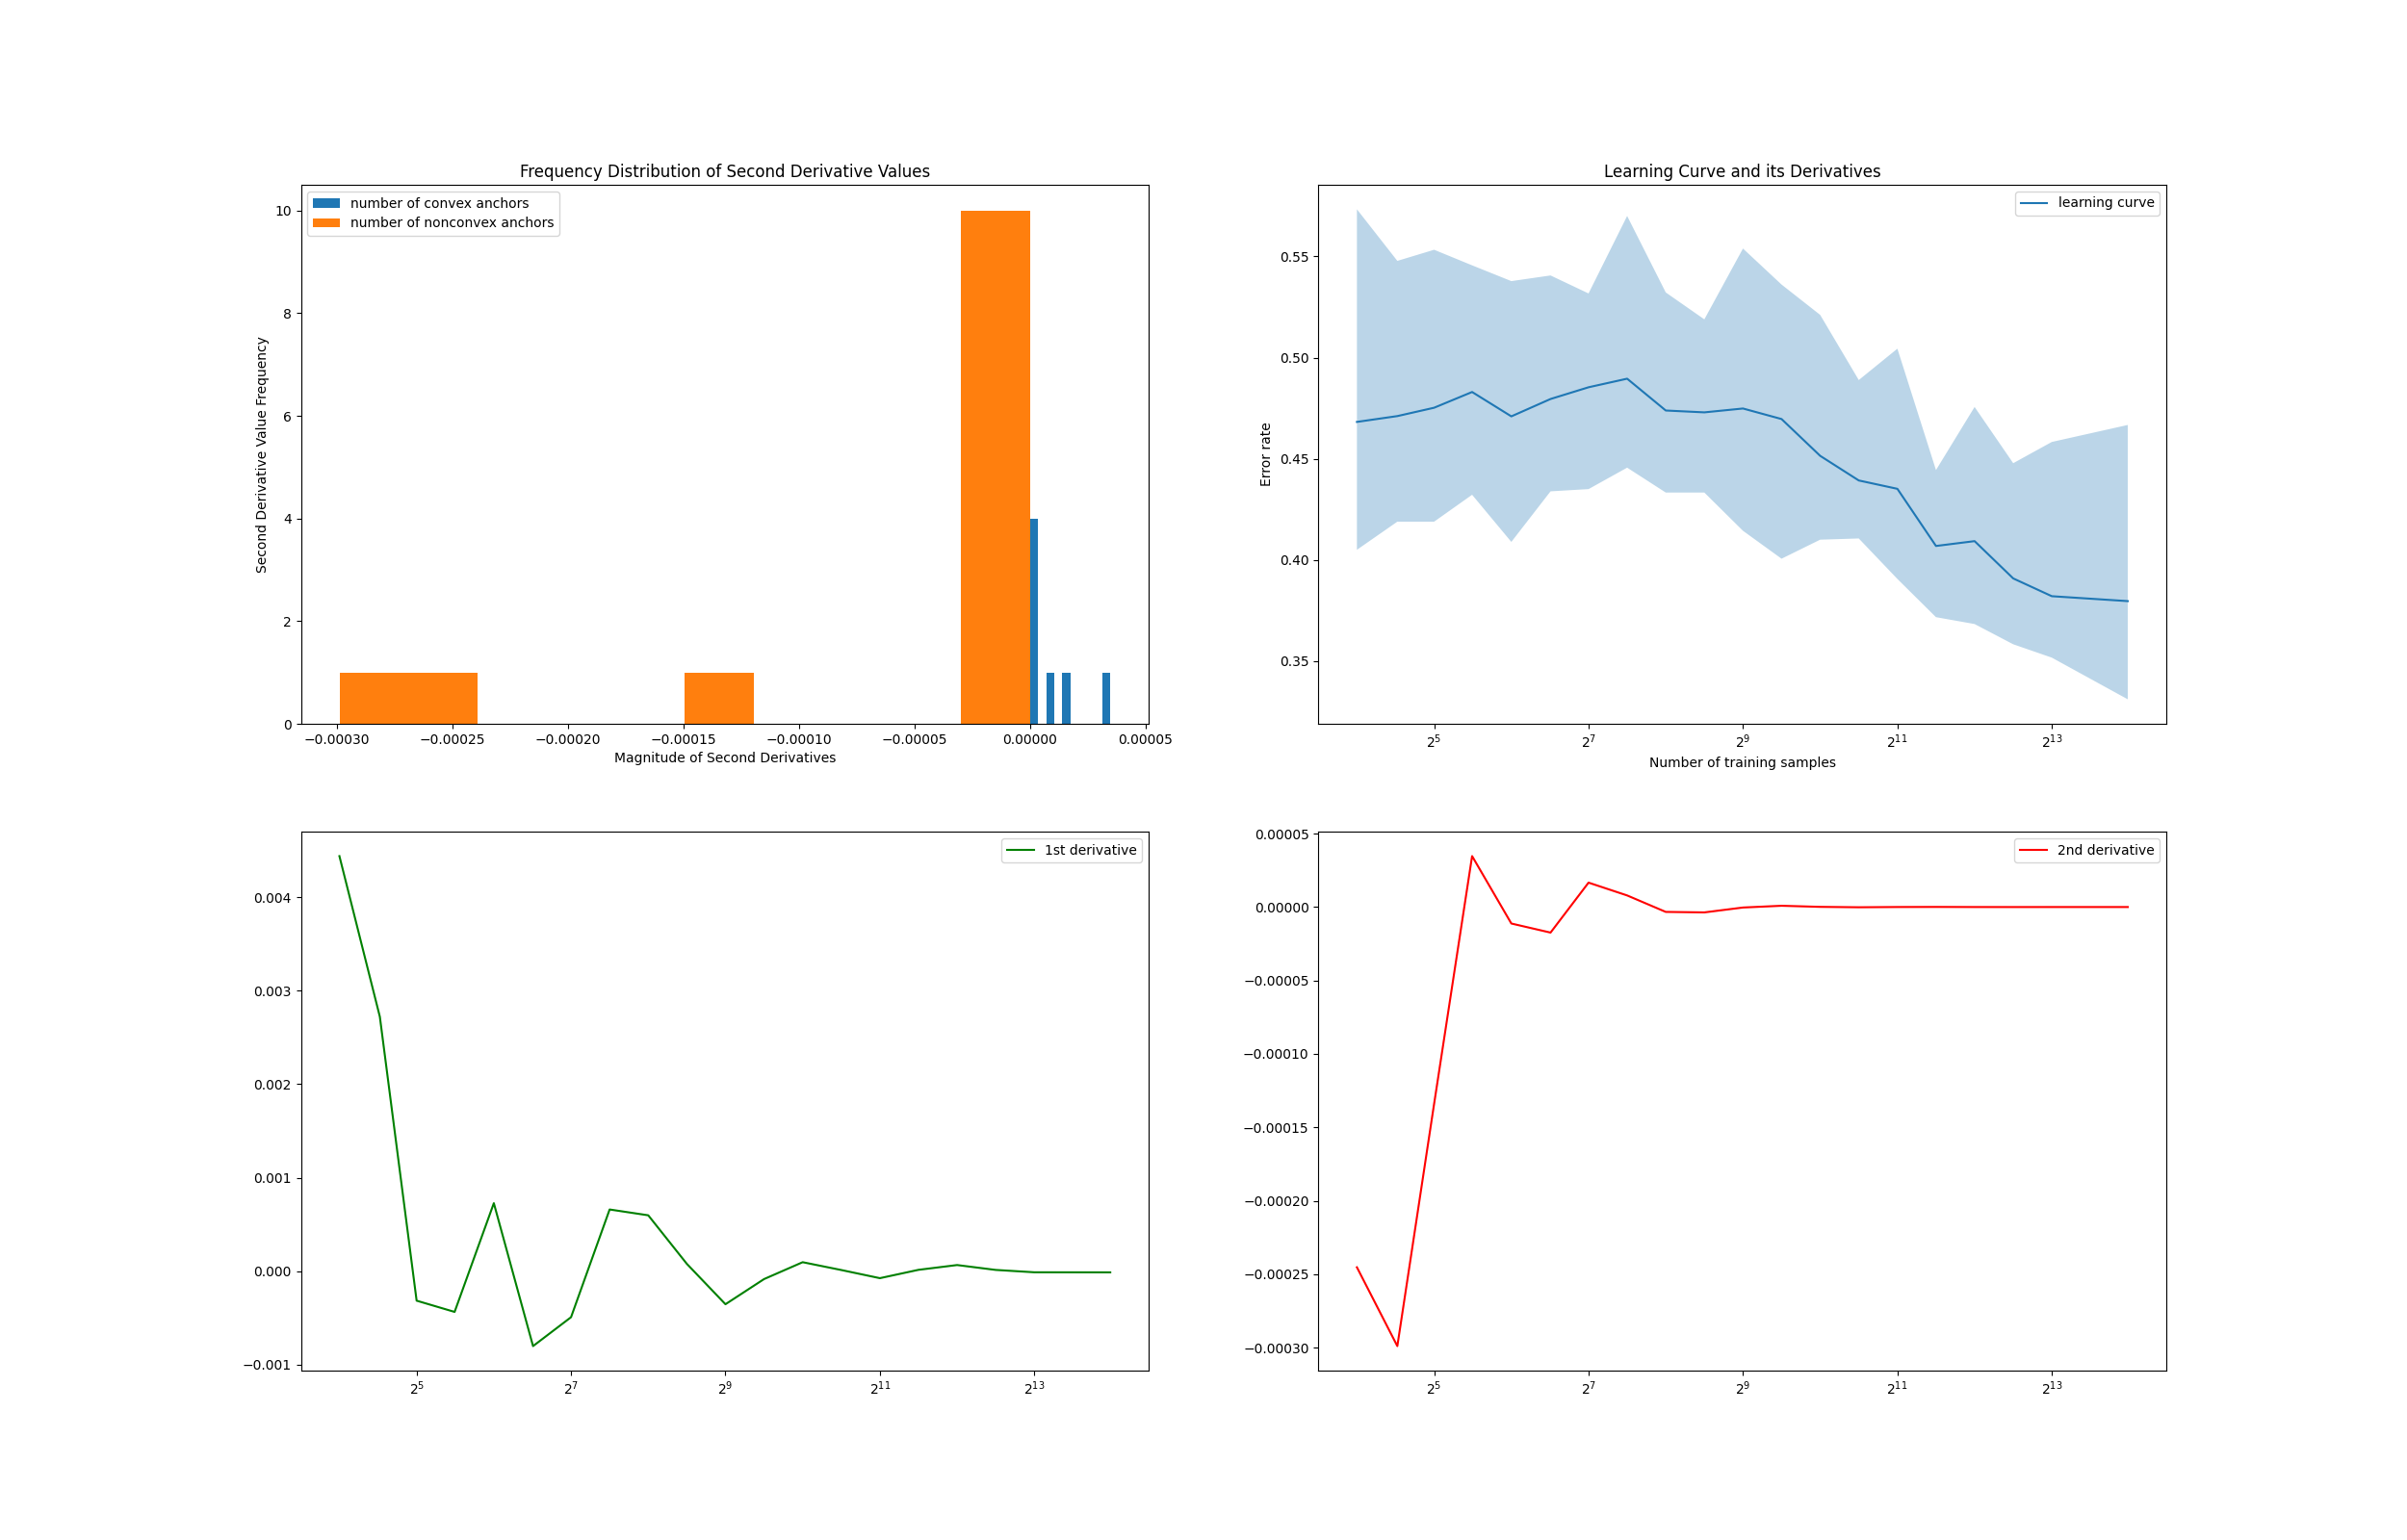 Frequency Distribution of Second Derivative Values
number of convex anchors
number of nonconvex anchors
10
8
6
4
2
0
Second Derivative Value Frequency
−0.00030 −0.00025 −0.00020 −0.00015 −0.00010 −0.00005 0.00000 0.00005
Magnitude of Second Derivatives
Learning Curve and its Derivatives
learning curve
0.55
0.50
0.45
0.40
0.35
Error rate
2^5 2^7 2^9 2^11 2^13
Number of training samples
1st derivative
0.004
0.003
0.002
0.001
0.000
−0.001
2^5 2^7 2^9 2^11 2^13
2nd derivative
0.00005
0.00000
−0.00005
−0.00010
−0.00015
−0.00020
−0.00025
−0.00030
2^5 2^7 2^9 2^11 2^13